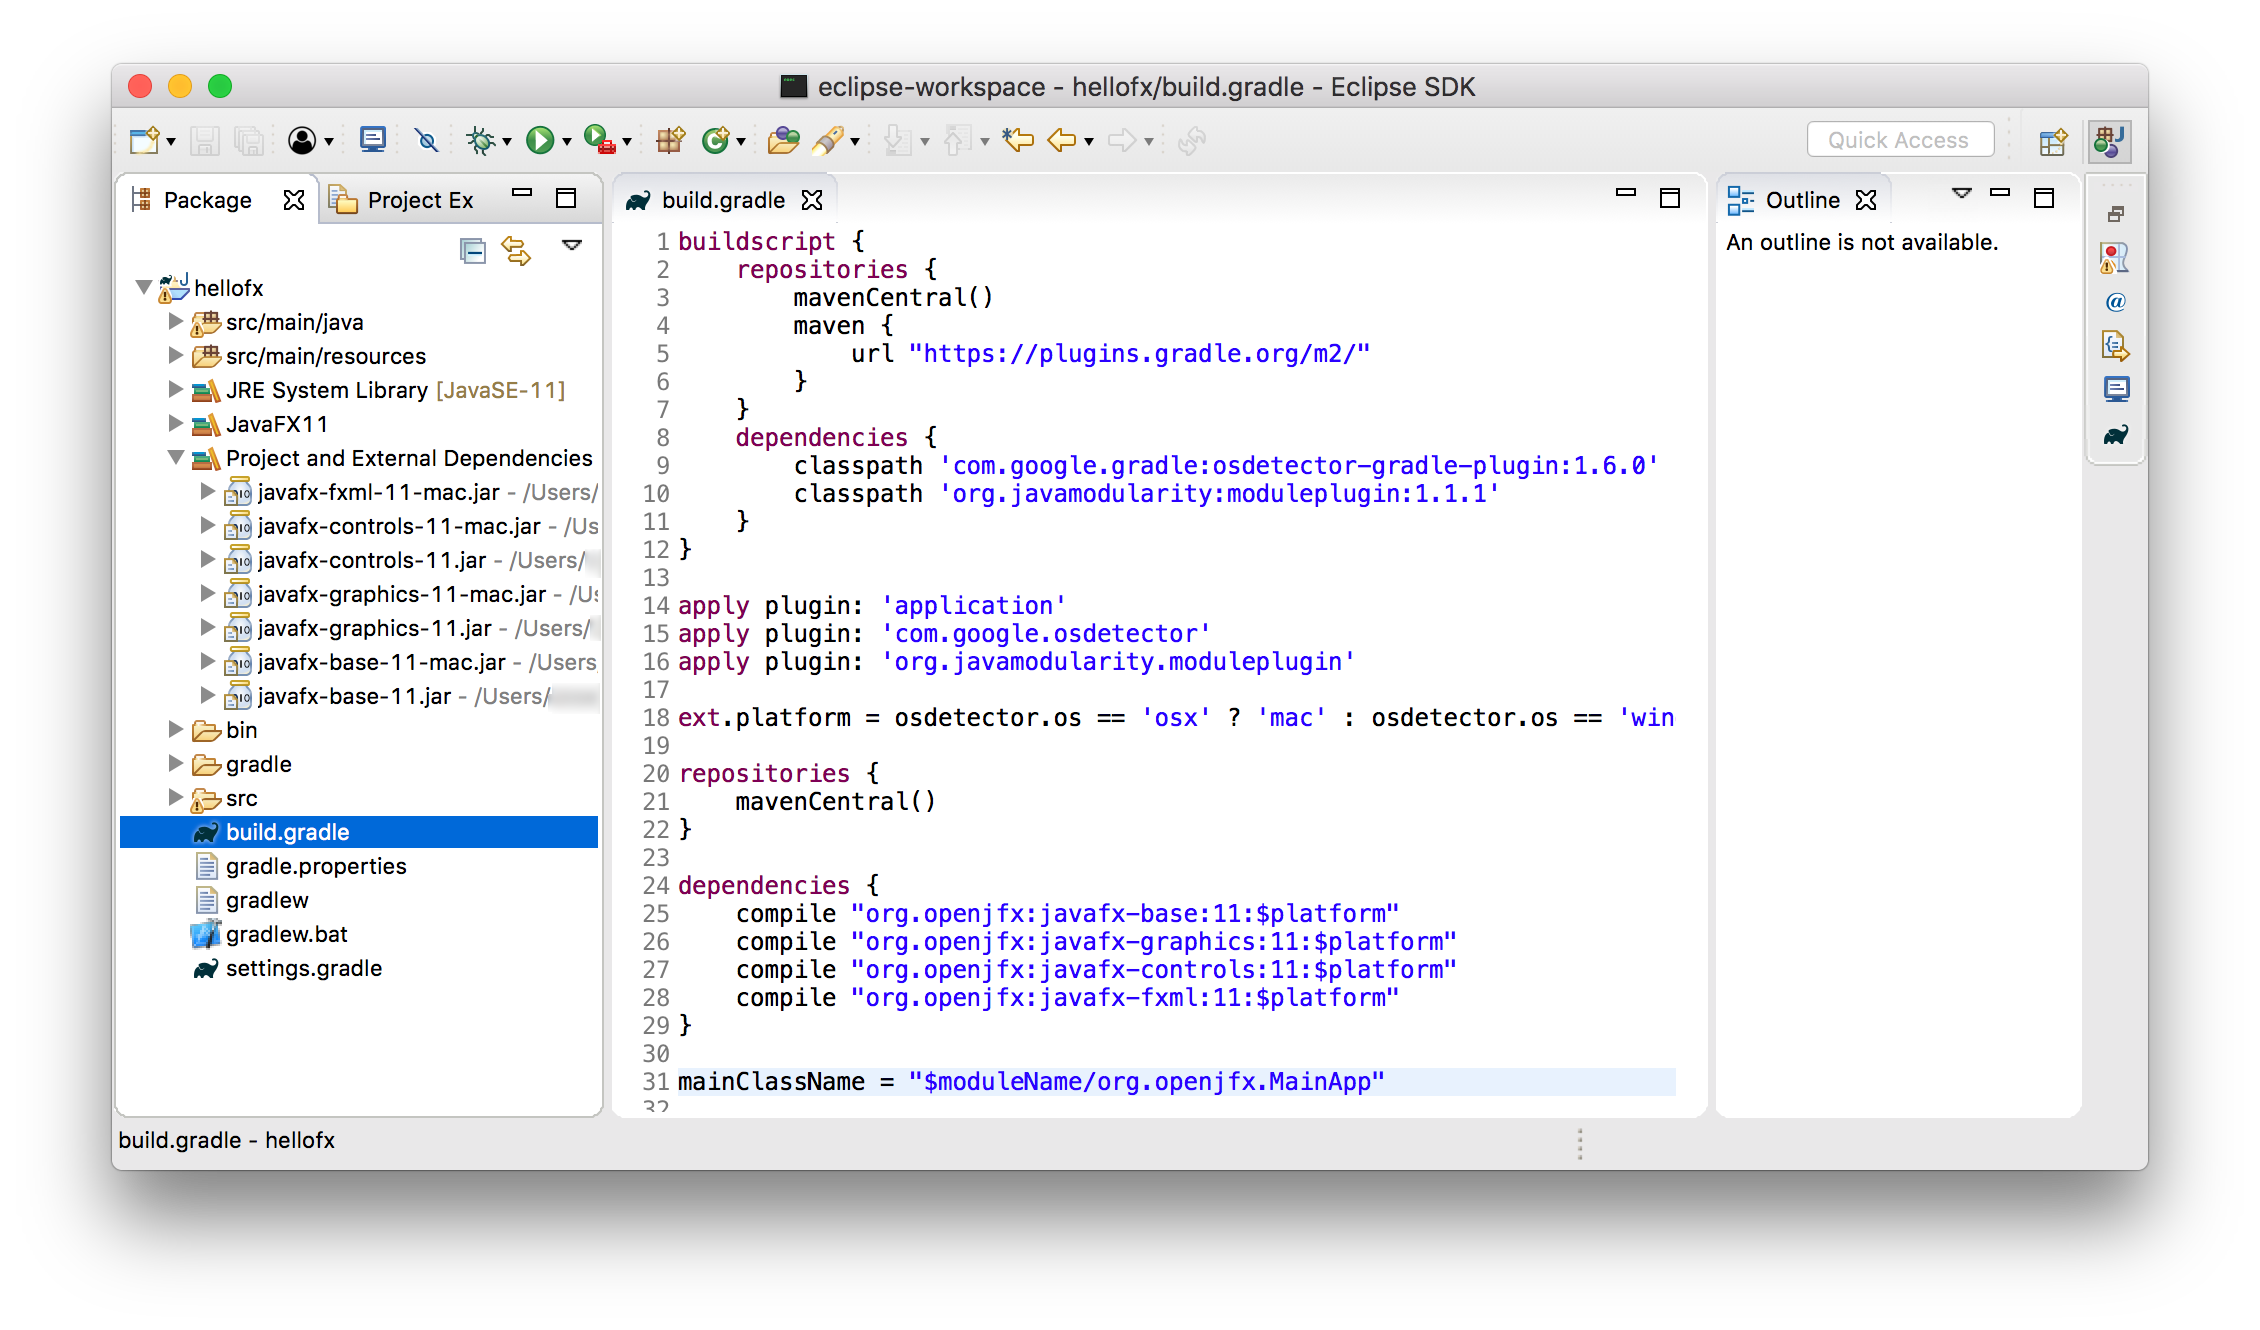 eclipse-workspace - hellofx/build.gradle - Eclipse SDK
Quick Access
Package
Project Ex
hellofx
src/main/java
src/main/resources
JRE System Library [JavaSE-11]
JavaFX11
Project and External Dependencies
javafx-fxml-11-mac.jar - /Users/
javafx-controls-11-mac.jar - /Us
javafx-controls-11.jar - /Users/
javafx-graphics-11-mac.jar - /Us
javafx-graphics-11.jar - /Users/
javafx-base-11-mac.jar - /Users
javafx-base-11.jar - /Users/
bin
gradle
src
build.gradle
gradle.properties
gradlew
gradlew.bat
settings.gradle
build.gradle
1 buildscript {
2     repositories {
3         mavenCentral()
4         maven {
5             url "https://plugins.gradle.org/m2/"
6         }
7     }
8     dependencies {
9         classpath 'com.google.gradle:osdetector-gradle-plugin:1.6.0'
10         classpath 'org.javamodularity:moduleplugin:1.1.1'
11     }
12 }
13
14 apply plugin: 'application'
15 apply plugin: 'com.google.osdetector'
16 apply plugin: 'org.javamodularity.moduleplugin'
17
18 ext.platform = osdetector.os == 'osx' ? 'mac' : osdetector.os == 'win
19
20 repositories {
21     mavenCentral()
22 }
23
24 dependencies {
25     compile "org.openjfx:javafx-base:11:$platform"
26     compile "org.openjfx:javafx-graphics:11:$platform"
27     compile "org.openjfx:javafx-controls:11:$platform"
28     compile "org.openjfx:javafx-fxml:11:$platform"
29 }
30
31 mainClassName = "$moduleName/org.openjfx.MainApp"
32
Outline
An outline is not available.
build.gradle - hellofx